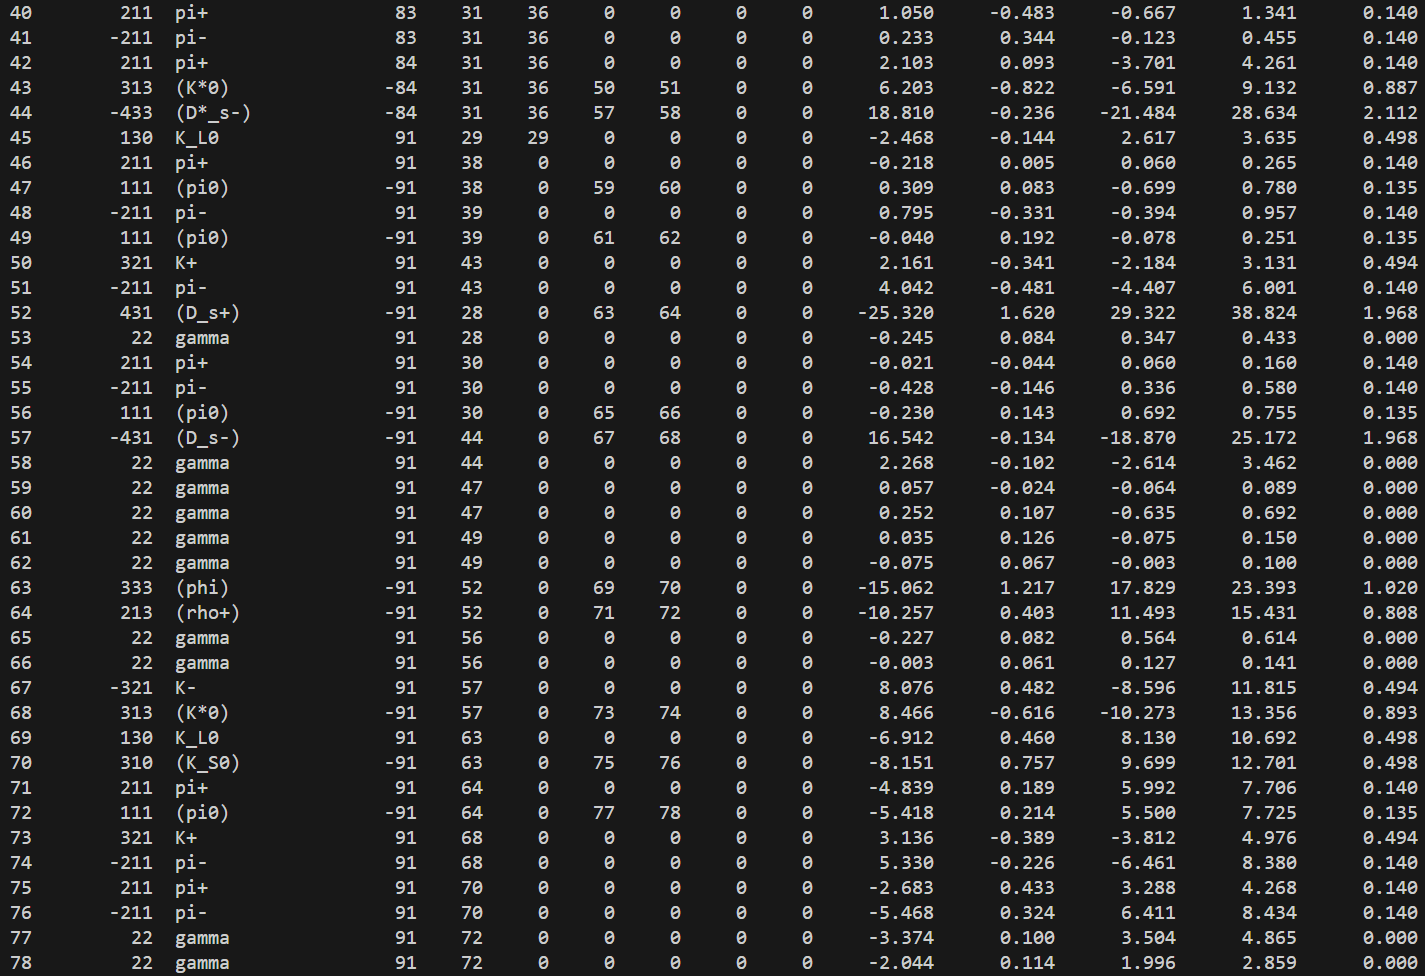 40 211 pi+ 83 31 36 0 0 0 0 1.050 -0.483 -0.667 1.341 0.140
41 -211 pi- 83 31 36 0 0 0 0 0.233 0.344 -0.123 0.455 0.140
42 211 pi+ 84 31 36 0 0 0 0 2.103 0.093 -3.701 4.261 0.140
43 313 (K*0) -84 31 36 50 51 0 0 6.203 -0.822 -6.591 9.132 0.887
44 -433 (D*_s-) -84 31 36 57 58 0 0 18.810 -0.236 -21.484 28.634 2.112
45 130 K_L0 91 29 29 0 0 0 0 -2.468 -0.144 2.617 3.635 0.498
46 211 pi+ 91 38 0 0 0 0 0 -0.218 0.005 0.060 0.265 0.140
47 111 (pi0) -91 38 0 59 60 0 0 0.309 0.083 -0.699 0.780 0.135
48 -211 pi- 91 39 0 0 0 0 0 0.795 -0.331 -0.394 0.957 0.140
49 111 (pi0) -91 39 0 61 62 0 0 -0.040 0.192 -0.078 0.251 0.135
50 321 K+ 91 43 0 0 0 0 0 2.161 -0.341 -2.184 3.131 0.494
51 -211 pi- 91 43 0 0 0 0 0 4.042 -0.481 -4.407 6.001 0.140
52 431 (D_s+) -91 28 0 63 64 0 0 -25.320 1.620 29.322 38.824 1.968
53 22 gamma 91 28 0 0 0 0 0 -0.245 0.084 0.347 0.433 0.000
54 211 pi+ 91 30 0 0 0 0 0 -0.021 -0.044 0.060 0.160 0.140
55 -211 pi- 91 30 0 0 0 0 0 -0.428 -0.146 0.336 0.580 0.140
56 111 (pi0) -91 30 0 65 66 0 0 -0.230 0.143 0.692 0.755 0.135
57 -431 (D_s-) -91 44 0 67 68 0 0 16.542 -0.134 -18.870 25.172 1.968
58 22 gamma 91 44 0 0 0 0 0 2.268 -0.102 -2.614 3.462 0.000
59 22 gamma 91 47 0 0 0 0 0 0.057 -0.024 -0.064 0.089 0.000
60 22 gamma 91 47 0 0 0 0 0 0.252 0.107 -0.635 0.692 0.000
61 22 gamma 91 49 0 0 0 0 0 0.035 0.126 -0.075 0.150 0.000
62 22 gamma 91 49 0 0 0 0 0 -0.075 0.067 -0.003 0.100 0.000
63 333 (phi) -91 52 0 69 70 0 0 -15.062 1.217 17.829 23.393 1.020
64 213 (rho+) -91 52 0 71 72 0 0 -10.257 0.403 11.493 15.431 0.808
65 22 gamma 91 56 0 0 0 0 0 -0.227 0.082 0.564 0.614 0.000
66 22 gamma 91 56 0 0 0 0 0 -0.003 0.061 0.127 0.141 0.000
67 -321 K- 91 57 0 0 0 0 0 8.076 0.482 -8.596 11.815 0.494
68 313 (K*0) -91 57 0 73 74 0 0 8.466 -0.616 -10.273 13.356 0.893
69 130 K_L0 91 63 0 0 0 0 0 -6.912 0.460 8.130 10.692 0.498
70 310 (K_S0) -91 63 0 75 76 0 0 -8.151 0.757 9.699 12.701 0.498
71 211 pi+ 91 64 0 0 0 0 0 -4.839 0.189 5.992 7.706 0.140
72 111 (pi0) -91 64 0 77 78 0 0 -5.418 0.214 5.500 7.725 0.135
73 321 K+ 91 68 0 0 0 0 0 3.136 -0.389 -3.812 4.976 0.494
74 -211 pi- 91 68 0 0 0 0 0 5.330 -0.226 -6.461 8.380 0.140
75 211 pi+ 91 70 0 0 0 0 0 -2.683 0.433 3.288 4.268 0.140
76 -211 pi- 91 70 0 0 0 0 0 -5.468 0.324 6.411 8.434 0.140
77 22 gamma 91 72 0 0 0 0 0 -3.374 0.100 3.504 4.865 0.000
78 22 gamma 91 72 0 0 0 0 0 -2.044 0.114 1.996 2.859 0.000